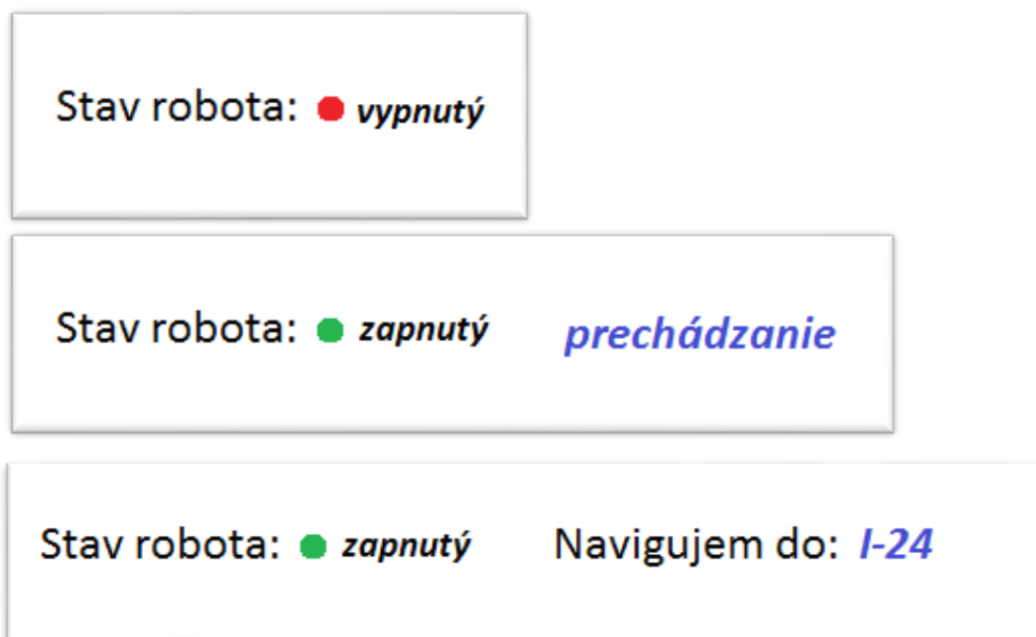 Stav robota: vypnutý
Stav robota: zapnutý prechádzanie
Stav robota: zapnutý Navigujem do: I-24